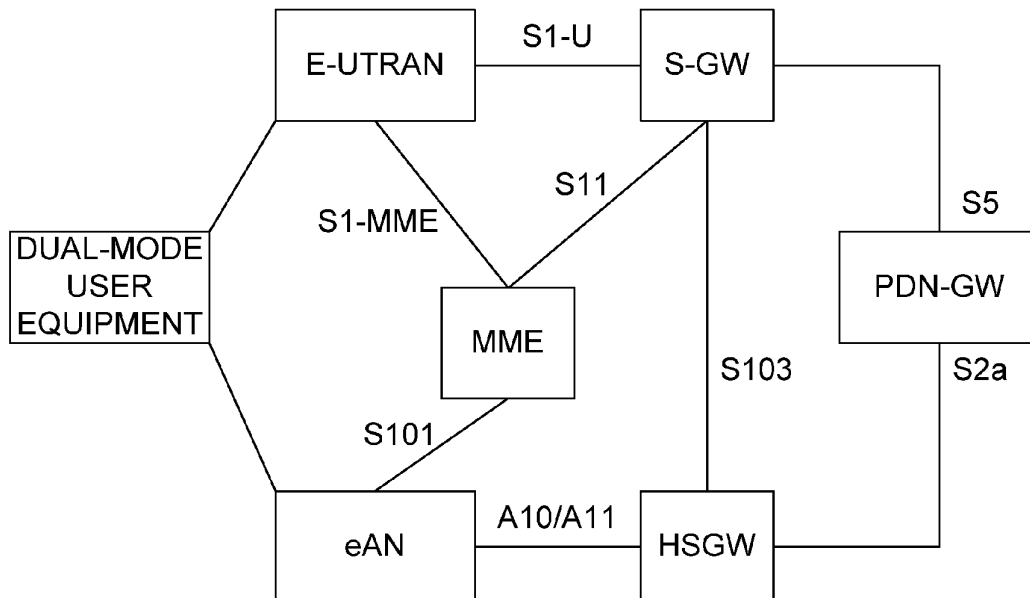 S1-U
E-UTRAN
S-GW
S11
S1-MME
S5
DUAL-MODE
USER
EQUIPMENT
PDN-GW
MME
S103
S2a
S101
A10/A11
eAN
HSGW